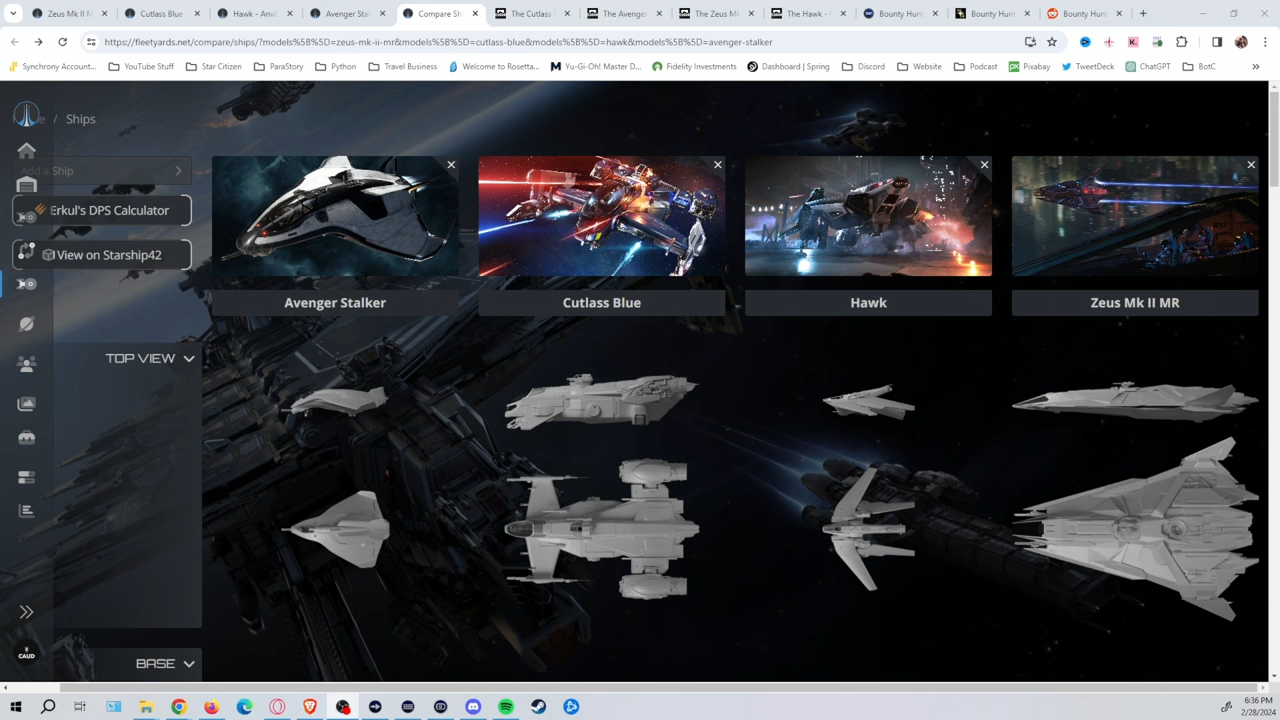 Zeus Mk II M
Cutlass Blue
Hawk - Anvi
Avenger Stal
Compare Sh
The Cutlass
The Avenge
The Zeus M
The Hawk -
Bounty Hunt
Bounty Hunt
Bounty Hunt
https://fleetyards.net/compare/ships/?models%5B%5D=zeus-mk-ii-mr&models%5B%5D=cutlass-blue&models%5B%5D=hawk&models%5B%5D=avenger-stalker
Synchrony Account...
YouTube Stuff
Star Citizen
ParaStory
Python
Travel Business
Welcome to Rosetta...
Yu-Gi-Oh! Master D...
Fidelity Investments
Dashboard | Spring
Discord
Website
Podcast
Pixabay
TweetDeck
ChatGPT
BotC
/ Ships
Add a Ship
Erkul's DPS Calculator
View on Starship42
Avenger Stalker
Cutlass Blue
Hawk
Zeus Mk II MR
TOP VIEW
BASE
CAUD
6:36 PM
2/28/2024